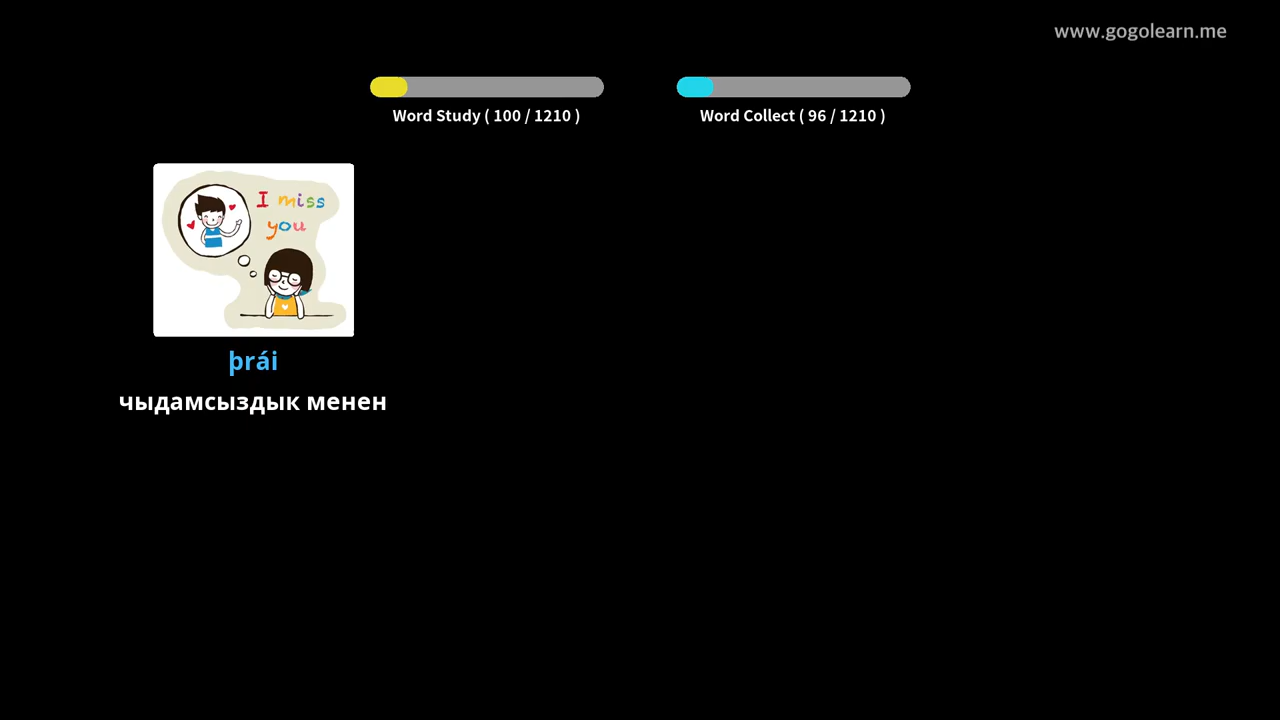 www.gogolearn.me
Word Study ( 100 / 1210 )
Word Collect ( 96 / 1210 )
I miss
you
þrái
чыдамсыздык менен